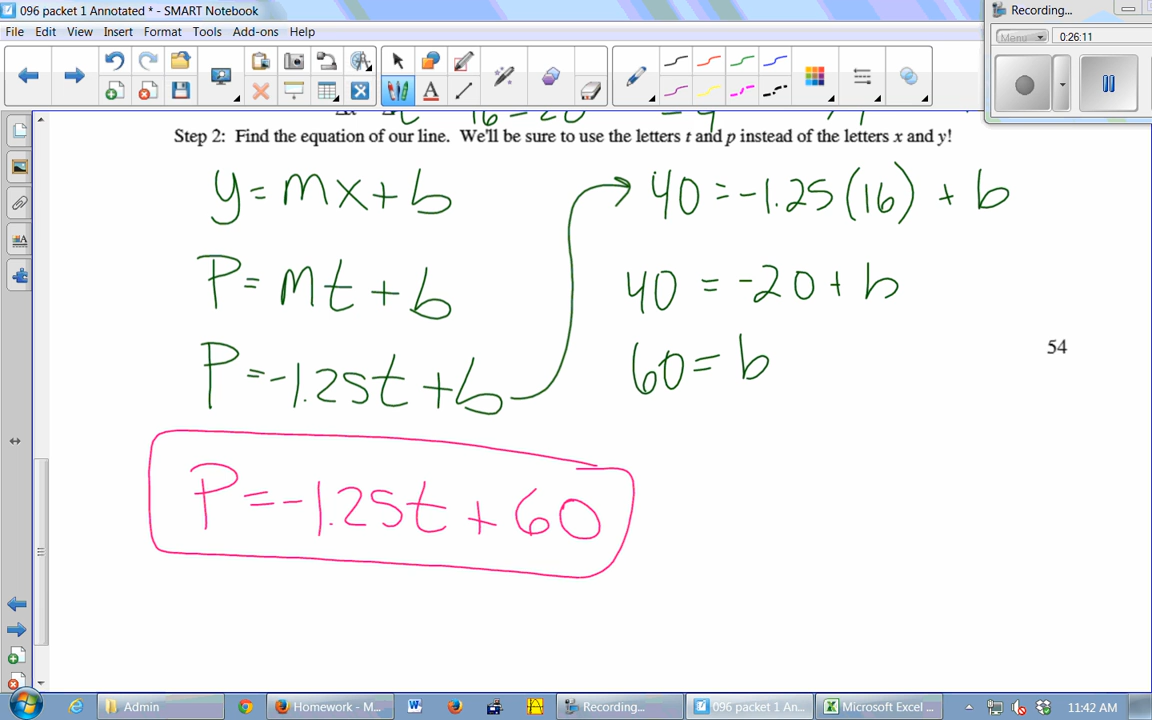 096 packet 1 Annotated * - SMART Notebook
Recording...
File Edit View Insert Format Tools Add-ons Help
Menu
0:26:11
16 - 20
Step 2: Find the equation of our line. We'll be sure to use the letters t and p instead of the letters x and y!
y = mx + b
40 = -1.25 (16) + b
P = mt + b
40 = -20 + b
P = -1.25t + b
60 = b
54
P = -1.25t + 60
Admin
Homework - M...
Recording...
096 packet 1 An...
Microsoft Excel ...
11:42 AM